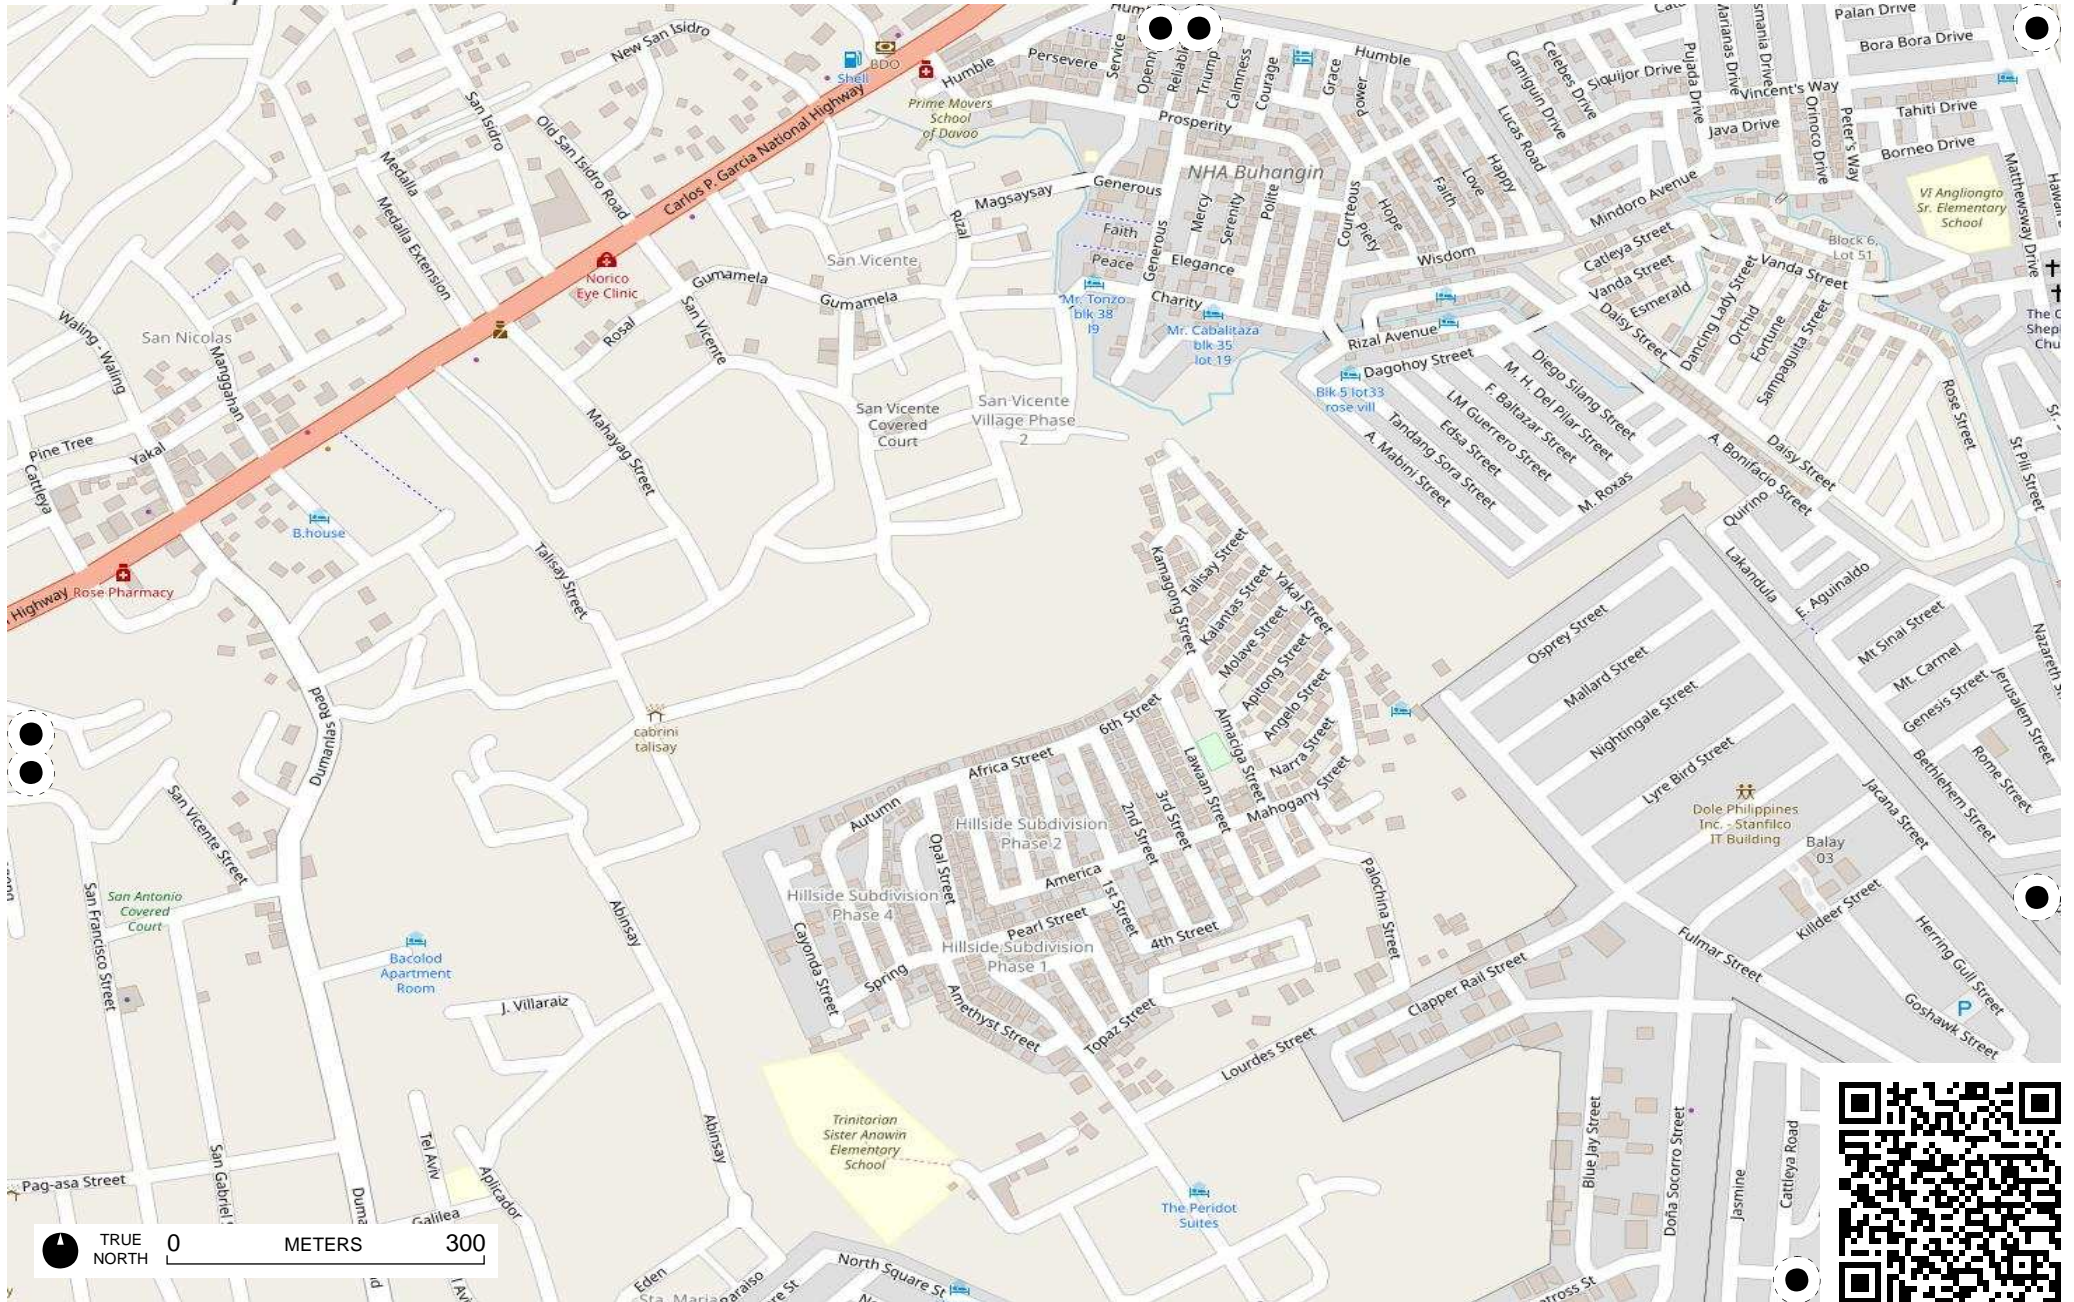 New San Isidro
Shell
BDO
Humble
Persevere
Service
Calmness
Courage
Grace
Power
Humble
Camiguin Drive
Celebes Drive
Siquijor Drive
Pujada Drive
Palan Drive
Bora Bora Drive
Vincent's Way
Orinoco Drive
Peter's Way
Tahiti Drive
Java Drive
Borneo Drive
Lucas Road
San Isidro
Old San Isidro Road
Carlos P. Garcia National Highway
Prime Movers
School
of Davao
Prosperity
NHA Buhangin
Generous
Magsaysay
Rizal
Mercy
Serenity
Polite
Courteous
Hope
Piety
Faith
Love
Happy
Mindoro Avenue
VI Angliongto
Sr. Elementary
School
Matthewsway Drive
Medalla
Medalla Extension
Faith
Peace
Generous
Elegance
Charity
Wisdom
Catleya Street
Vanda Street
Esmerald
Daisy Street
Dancing Lady Street
Orchid
Fortune
Sampaguita Street
Vanda Street
Block 6,
Lot 51
Norico
Eye Clinic
San Vicente
Gumamela
Gumamela
Rosal
San Vicente
Mr. Tonzo
blk 38
l9
Mr. Cabalitaza
blk 35
lot 19
Rizal Avenue
Dagohoy Street
Blk 5 lot33
rose vill
Diego Silang Street
M. H. Del Pilar Street
F. Baltazar Street
LM Guerrero Street
Edsa Street
Tandang Sora Street
A. Mabini Street
M. Roxas
A. Bonifacio Street
Daisy Street
Rose Street
St Pili Street
Quirino
Lakandula
E. Aguinaldo
San Nicolas
Waling - Waling
Manggahan
Pine Tree
Yakal
Cattleya
Mahayag Street
San Vicente
Covered
Court
San Vicente
Village Phase
2
B.house
Highway
Rose Pharmacy
Talisay Street
Kamagong Street
Talisay Street
Kalantas Street
Molave Street
Apitong Street
Angelo Street
Narra Street
Mahogany Street
Yakal Street
Almaciga Street
Lawaan Street
Osprey Street
Mallard Street
Nightingale Street
Lyre Bird Street
Mt Sinai Street
Mt. Carmel
Genesis Street
Jerusalem Street
Rome Street
Bethlehem Street
Jacana Street
Dumanlas Road
cabrini
talisay
6th Street
Africa Street
Autumn
3rd Street
2nd Street
Hillside Subdivision
Phase 2
Opal Street
America
1st Street
Pearl Street
4th Street
Hillside Subdivision
Phase 4
Hillside Subdivision
Phase 1
Cayonda Street
Spring
Amethyst Street
Topaz Street
Palochina Street
Dole Philippines
Inc. - Stanfilco
IT Building
Balay
03
Killdeer Street
Herring Gull Street
Goshawk Street
Fulmar Street
P
Clapper Rail Street
Lourdes Street
San Vicente Street
San Antonio
Covered
Court
San Francisco Street
Bacolod
Apartment
Room
Abinsay
J. Villaraiz
Abinsay
Trinitarian
Sister Anawin
Elementary
School
The Peridot
Suites
Blue Jay Street
Doña Socorro Street
Jasmine
Cattleya Road
Tel Aviv
Aplicador
Galilea
Pag-asa Street
San Gabriel
Eden
North Square St
TRUE
NORTH
0
METERS
300